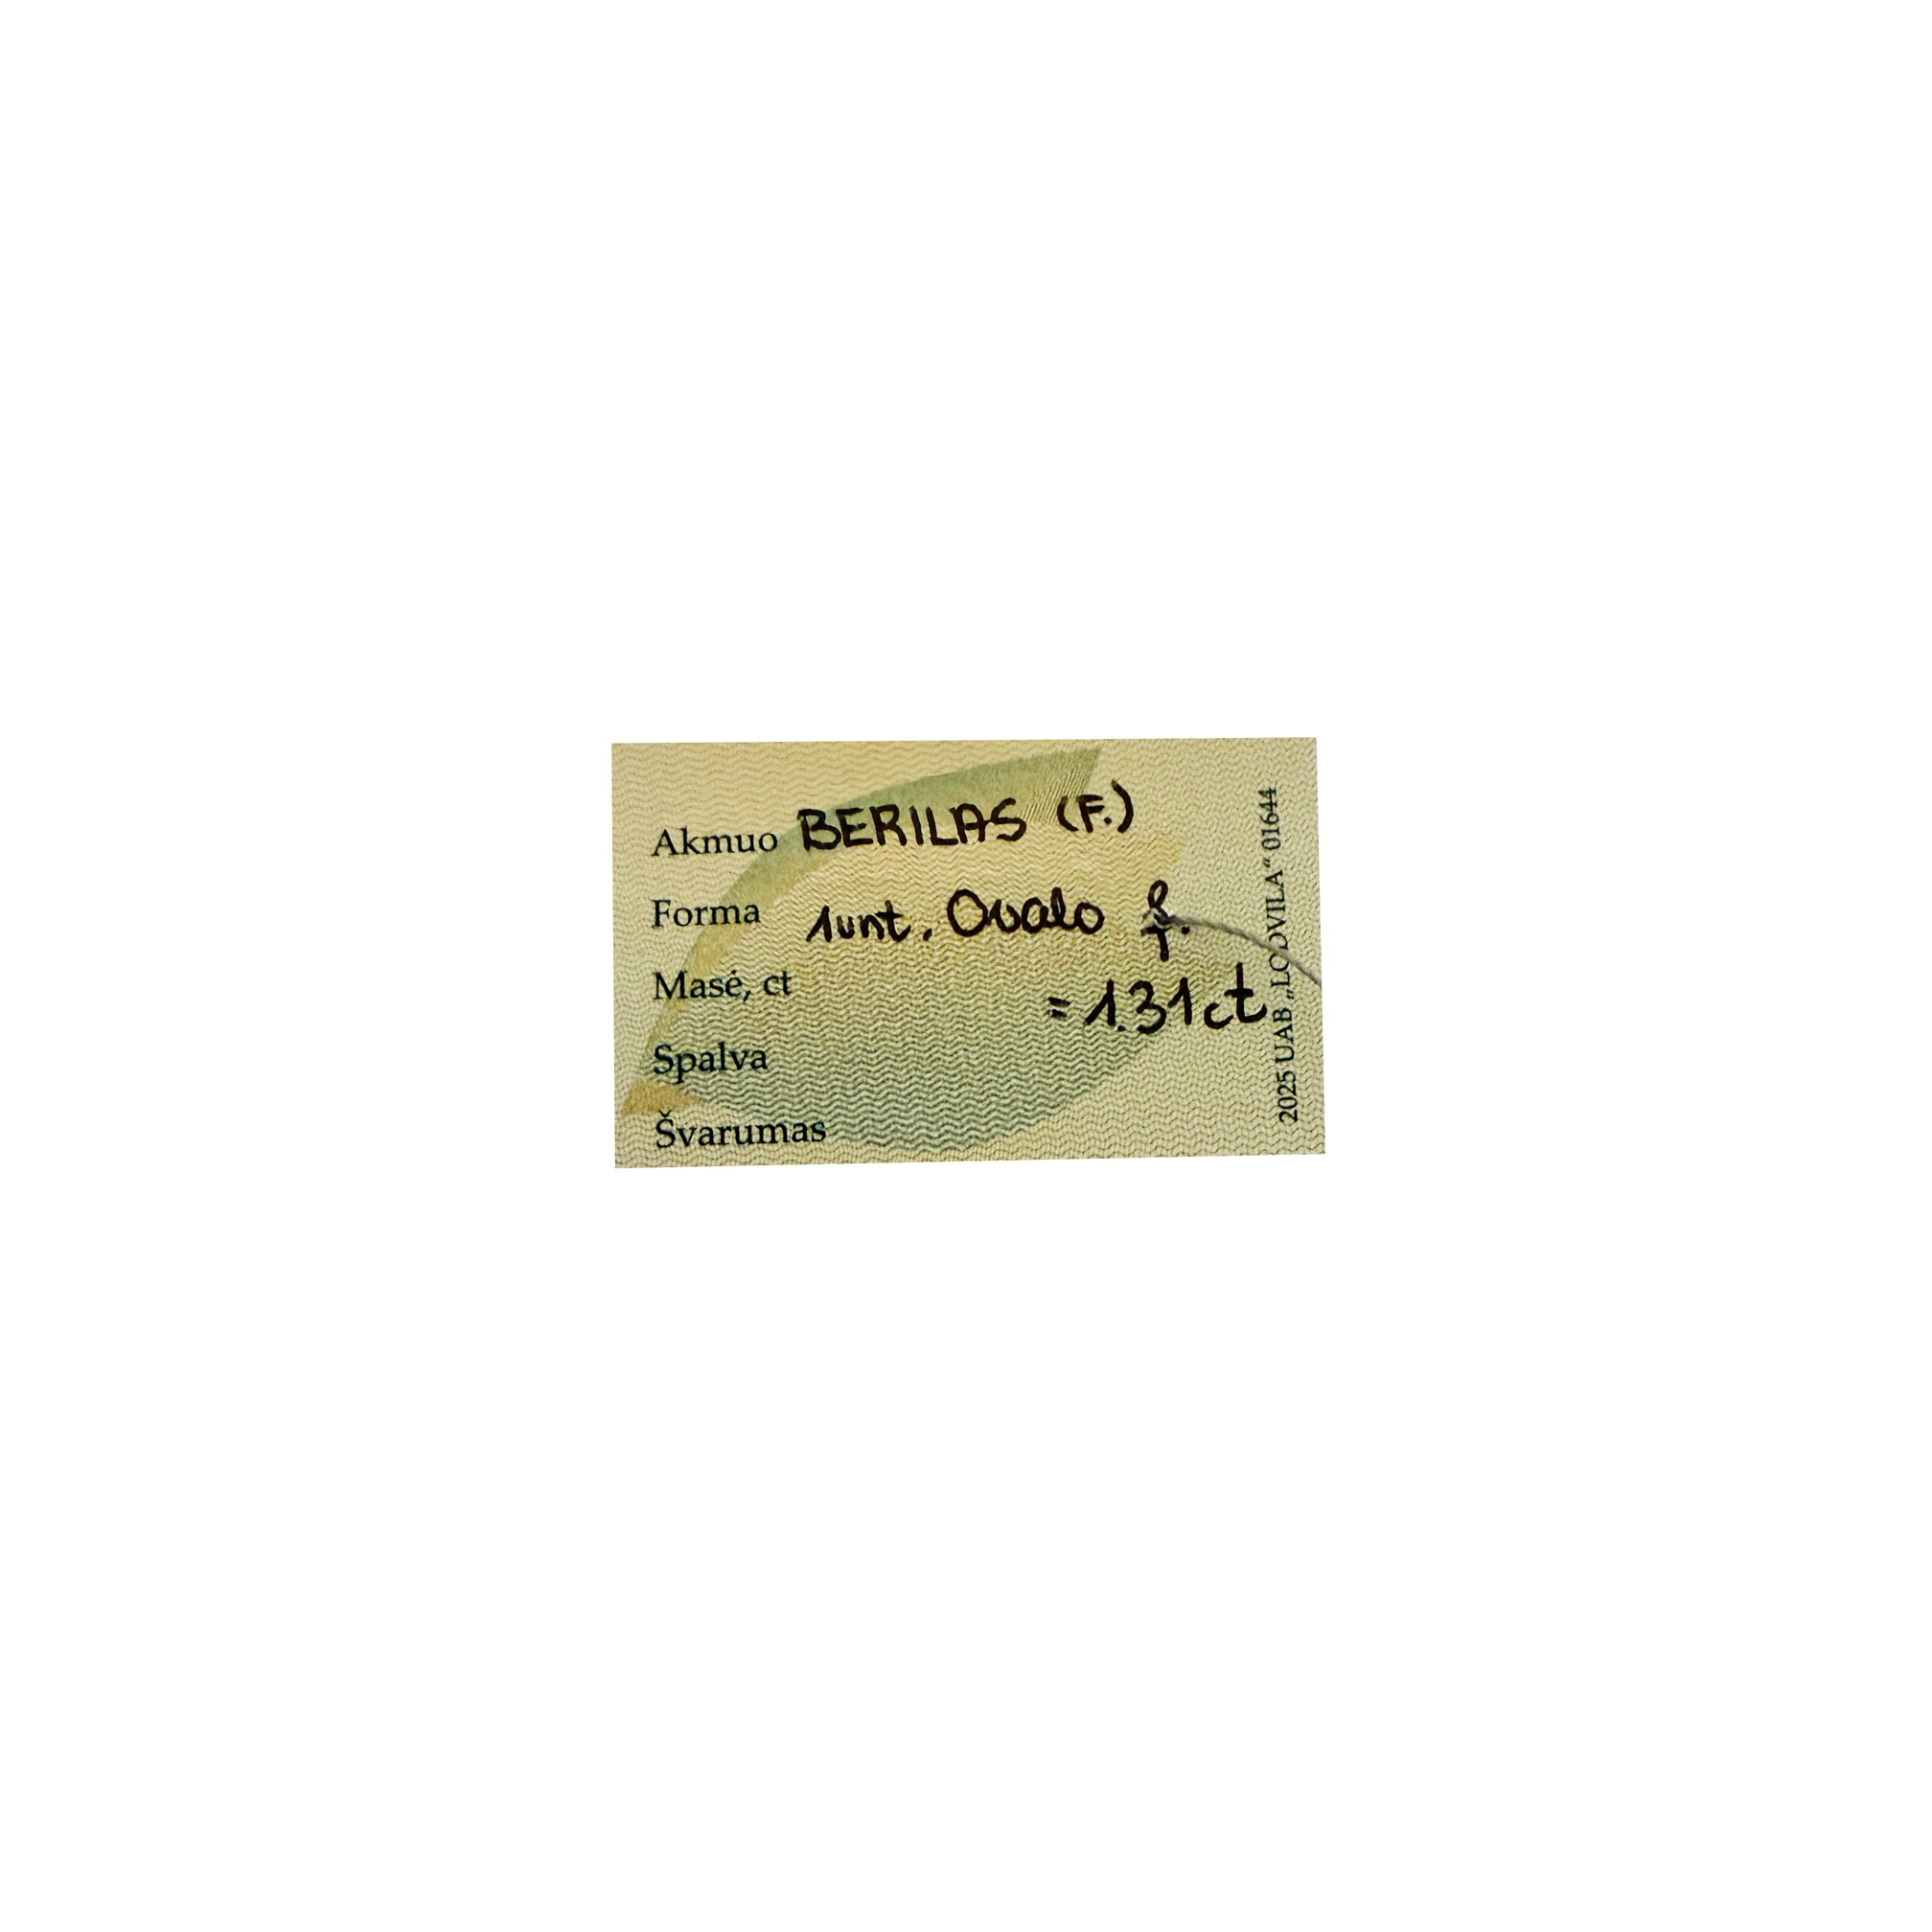 Akmuo BERILAS (F.)
Forma 1unt. Ovalo f.
Masė, ct =1.31ct
Spalva
Švarumas
2025 UAB „LODVILA“ 01644